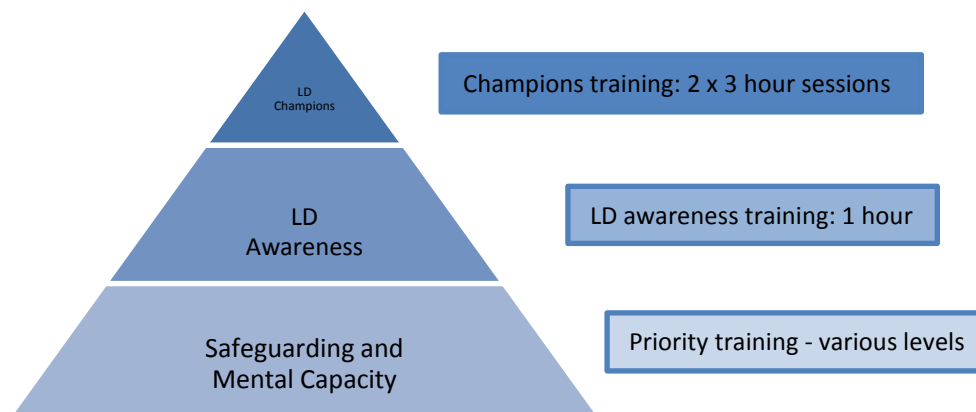 LD
Champions
Champions training: 2 x 3 hour sessions
LD
Awareness
LD awareness training: 1 hour
Safeguarding and
Mental Capacity
Priority training - various levels